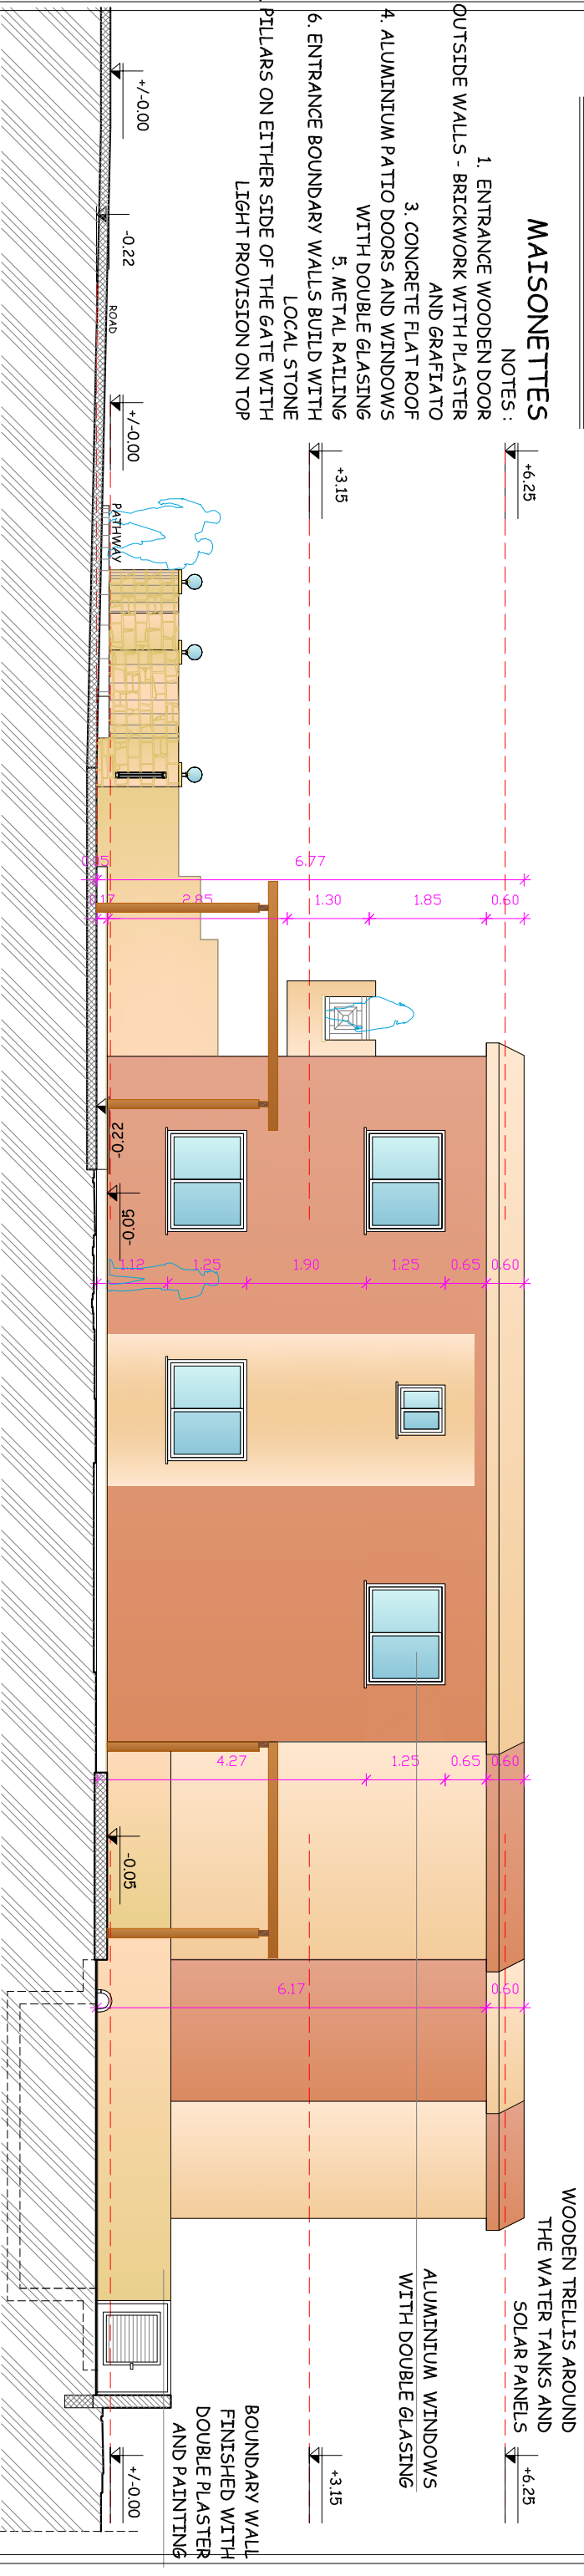 MAISONETTES
NOTES :
1. ENTRANCE WOODEN DOOR
OUTSIDE WALLS - BRICKWORK WITH PLASTER
AND GRAFIATO
3. CONCRETE FLAT ROOF
4. ALUMINIUM PATIO DOORS AND WINDOWS
WITH DOUBLE GLASING
5. METAL RAILING
6. ENTRANCE BOUNDARY WALLS BUILD WITH
LOCAL STONE
. PILLARS ON EITHER SIDE OF THE GATE WITH
LIGHT PROVISION ON TOP
+6.25
+3.15
+/-0.00
-0.22
ROAD
+/-0.00
PATHWAY
6.77
0.17
2.85
1.30
1.85
0.60
-0.22
-0.05
1.12
1.25
1.90
1.25
0.65
0.60
4.27
1.25
0.65
0.60
-0.05
6.17
0.60
WOODEN TRELLIS AROUND
THE WATER TANKS AND
SOLAR PANELS
ALUMINIUM WINDOWS
WITH DOUBLE GLASING
BOUNDARY WALL
FINISHED WITH
DOUBLE PLASTER
AND PAINTING
+6.25
+3.15
+/-0.00